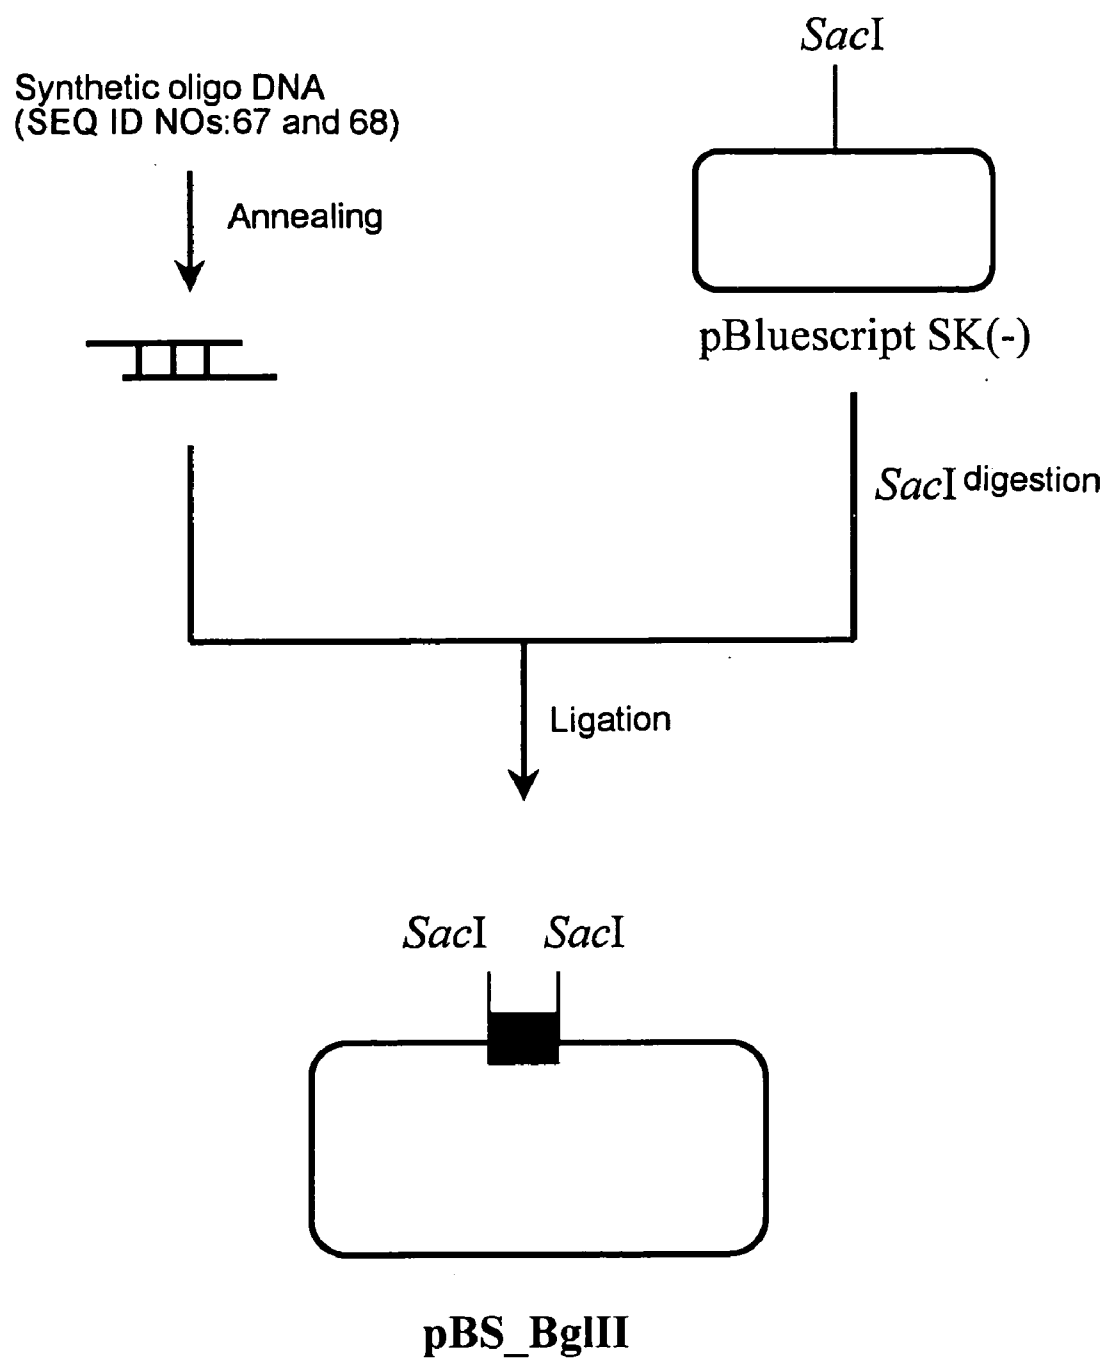 SacI
Synthetic oligo DNA
(SEQ ID NOs:67 and 68)
Annealing
pBluescript SK(-)
SacI digestion
Ligation
SacI SacI
pBS_BglII